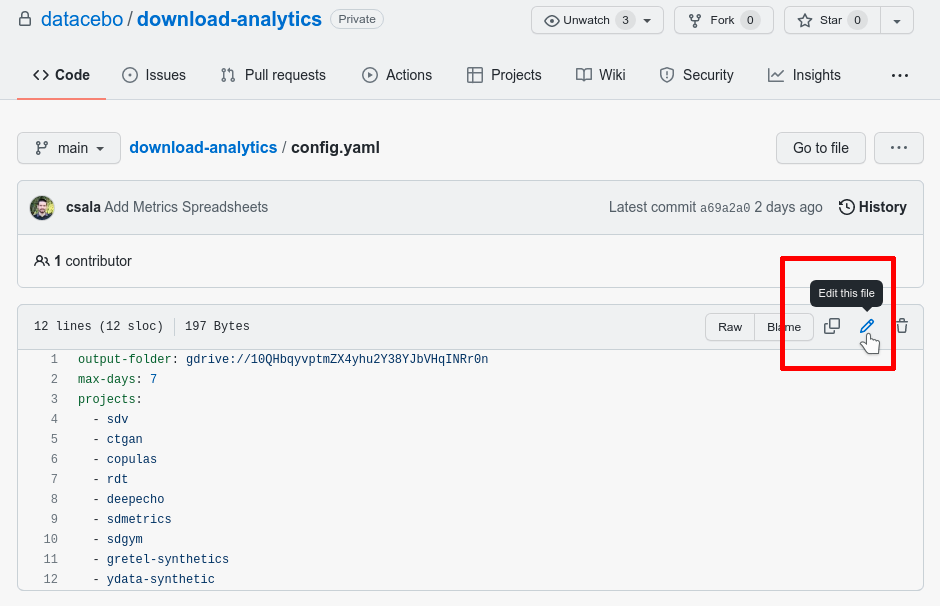 datacebo / download-analytics Private Unwatch 3 Fork 0 Star 0
Code Issues Pull requests Actions Projects Wiki Security Insights ...
main download-analytics / config.yaml Go to file ...
csala Add Metrics Spreadsheets Latest commit a69a2a0 2 days ago History
1 contributor
Edit this file
12 lines (12 sloc) 197 Bytes Raw Blame
1 output-folder: gdrive://10QHbqyvptmZX4yhu2Y38YJbVHqINRr0n
2 max-days: 7
3 projects:
4 - sdv
5 - ctgan
6 - copulas
7 - rdt
8 - deepecho
9 - sdmetrics
10 - sdgym
11 - gretel-synthetics
12 - ydata-synthetic